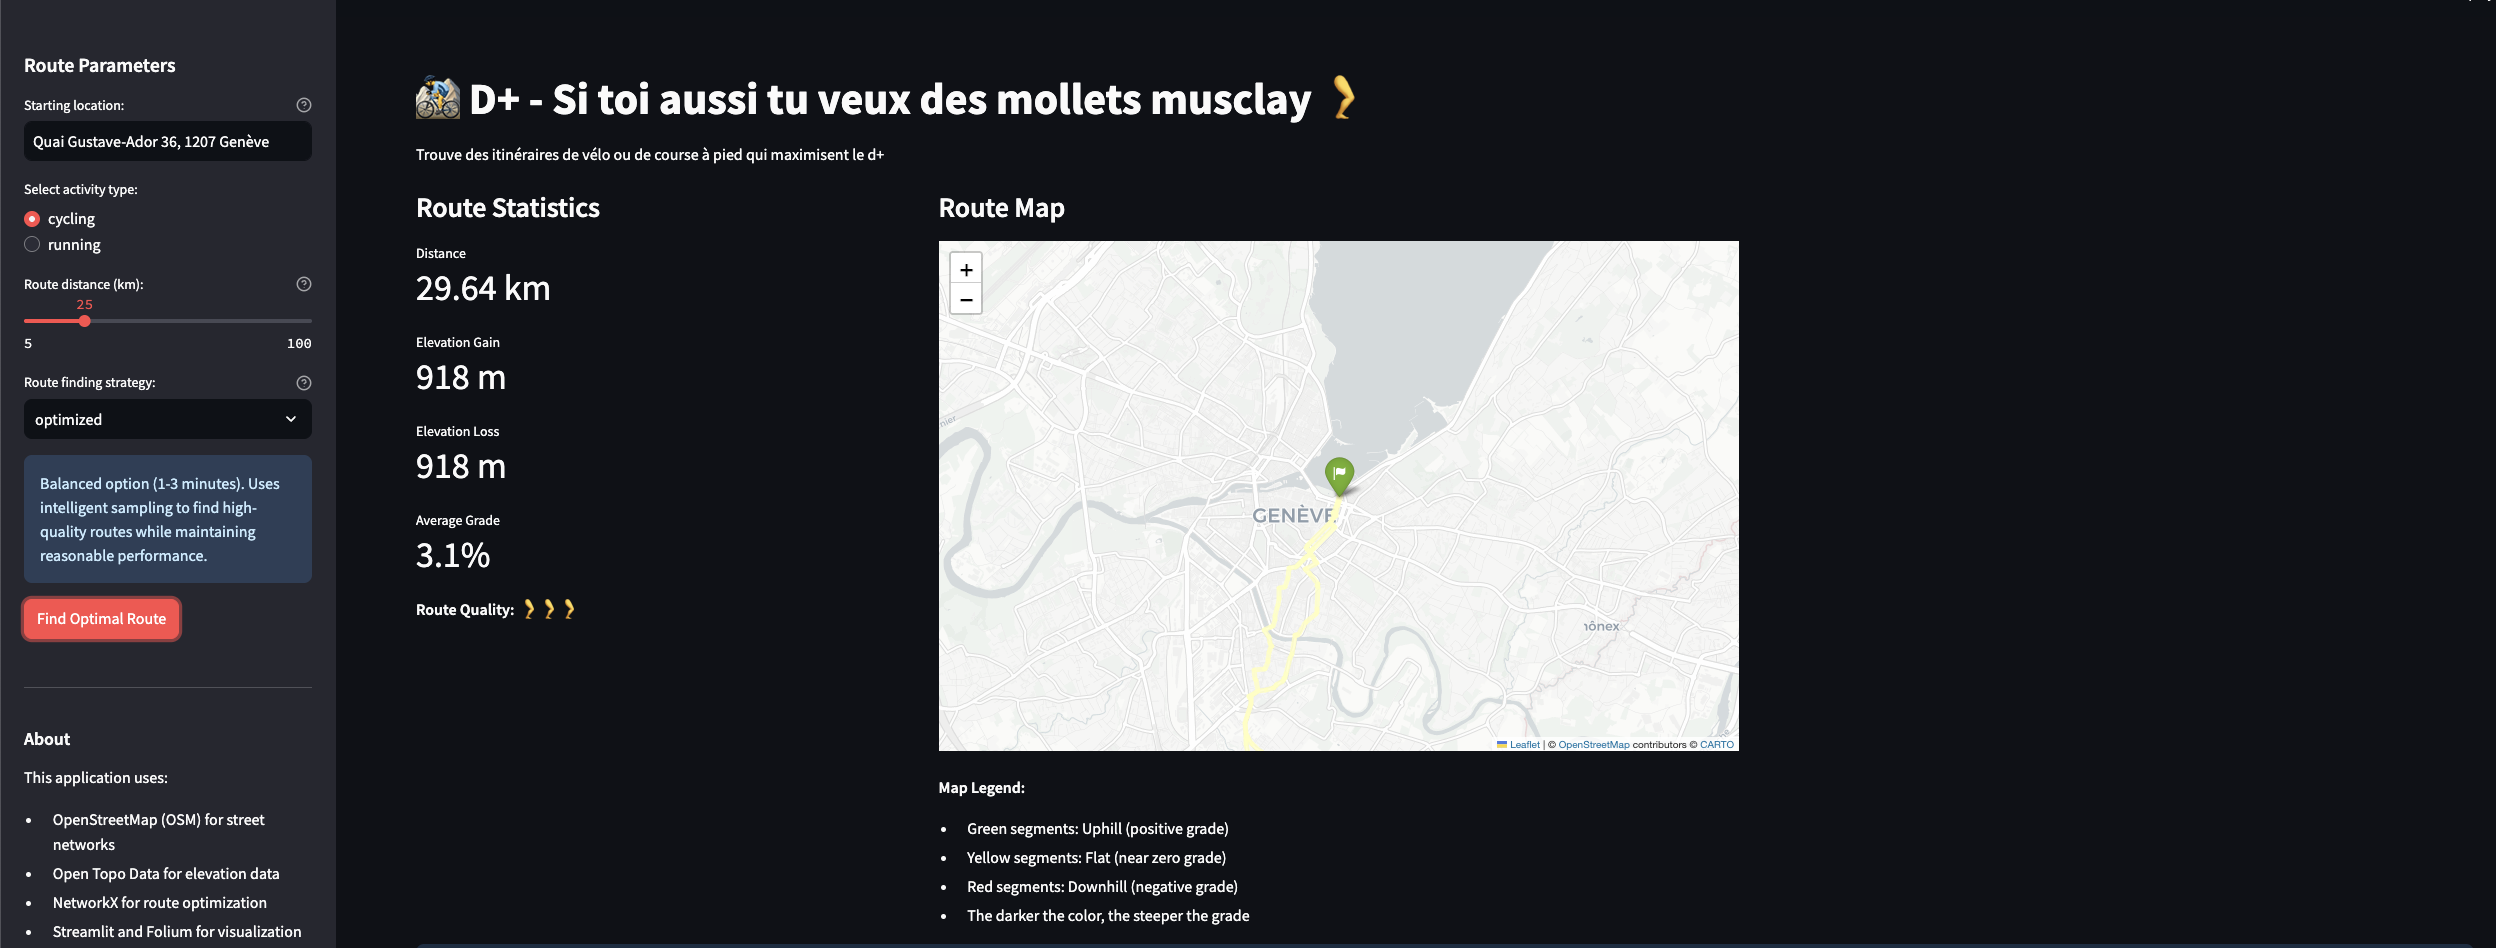 Route Parameters
Starting location:
Quai Gustave-Ador 36, 1207 Genève
Select activity type:
cycling
running
Route distance (km):
25
5
100
Route finding strategy:
optimized
Balanced option (1-3 minutes). Uses
intelligent sampling to find high-
quality routes while maintaining
reasonable performance.
Find Optimal Route
About
This application uses:
OpenStreetMap (OSM) for street
networks
Open Topo Data for elevation data
NetworkX for route optimization
Streamlit and Folium for visualization
D+ - Si toi aussi tu veux des mollets musclay
Trouve des itinéraires de vélo ou de course à pied qui maximisent le d+
Route Statistics
Distance
29.64 km
Elevation Gain
918 m
Elevation Loss
918 m
Average Grade
3.1%
Route Quality:
Route Map
+
−
nier
GENÈVE
hônex
Leaflet | © OpenStreetMap contributors © CARTO
Map Legend:
Green segments: Uphill (positive grade)
Yellow segments: Flat (near zero grade)
Red segments: Downhill (negative grade)
The darker the color, the steeper the grade